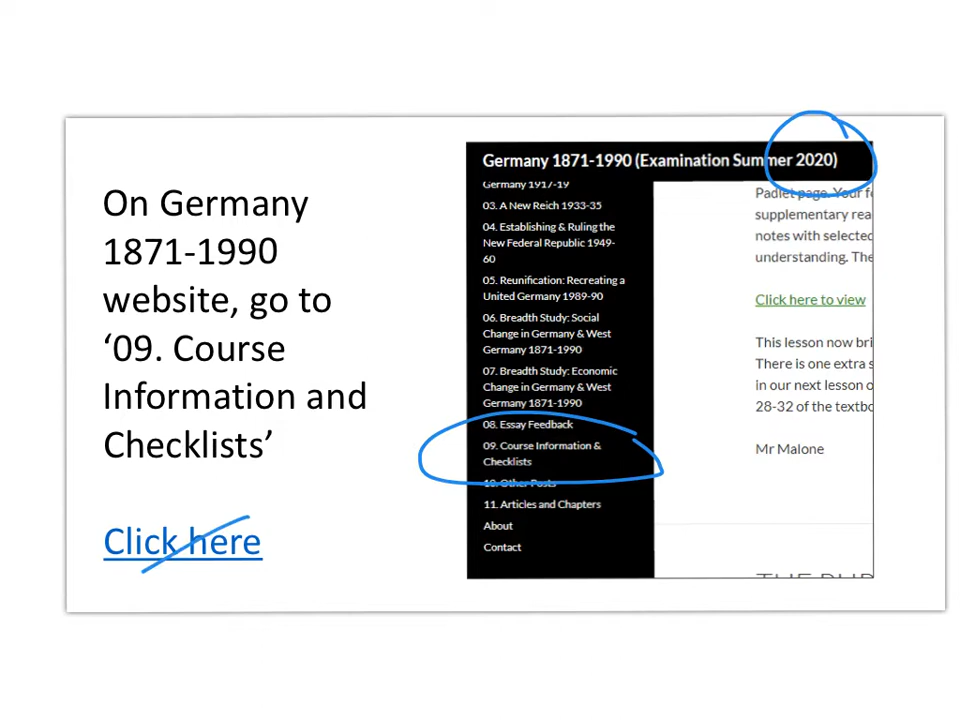 On Germany
1871-1990
website, go to
‘09. Course
Information and
Checklists’
Click here
Germany 1871-1990 (Examination Summer 2020)
Germany 1917-19
03. A New Reich 1933-35
04. Establishing & Ruling the
New Federal Republic 1949-
60
05. Reunification: Recreating a
United Germany 1989-90
06. Breadth Study: Social
Change in Germany & West
Germany 1871-1990
07. Breadth Study: Economic
Change in Germany & West
Germany 1871-1990
08. Essay Feedback
09. Course Information &
Checklists
10. Other Posts
11. Articles and Chapters
About
Contact
Padlet page. Your f
supplementary rea
notes with selected
understanding. The
Click here to view
This lesson now bri
There is one extra s
in our next lesson o
28-32 of the textbo
Mr Malone